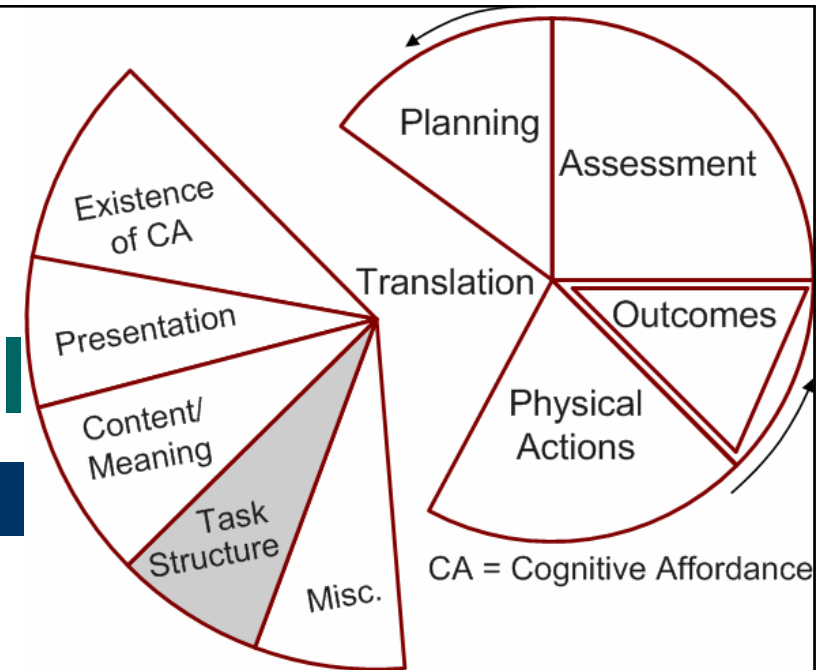 Planning
Assessment
Existence
of CA
Translation
Presentation
Outcomes
Physical
Actions
Content/
Meaning
Task
Structure
Misc.
CA = Cognitive Affordance